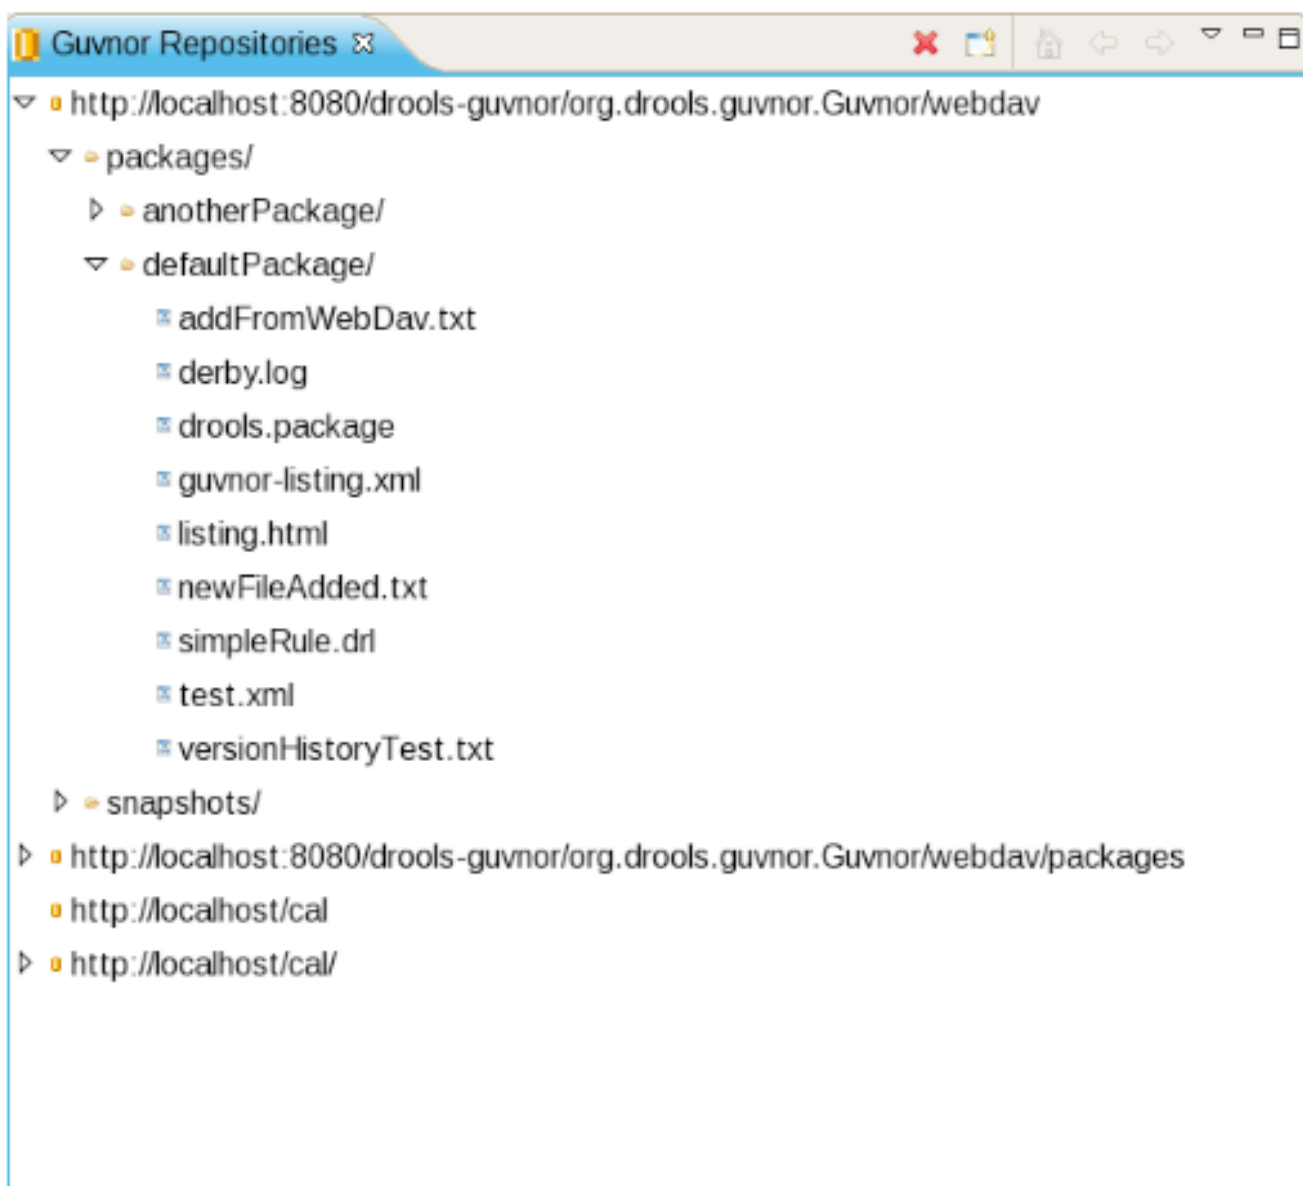 Guvnor Repositories
http://localhost:8080/drools-guvnor/org.drools.guvnor.Guvnor/webdav
packages/
anotherPackage/
defaultPackage/
addFromWebDav.txt
derby.log
drools.package
guvnor-listing.xml
listing.html
newFileAdded.txt
simpleRule.drl
test.xml
versionHistoryTest.txt
snapshots/
http://localhost:8080/drools-guvnor/org.drools.guvnor.Guvnor/webdav/packages
http://localhost/cal
http://localhost/cal/